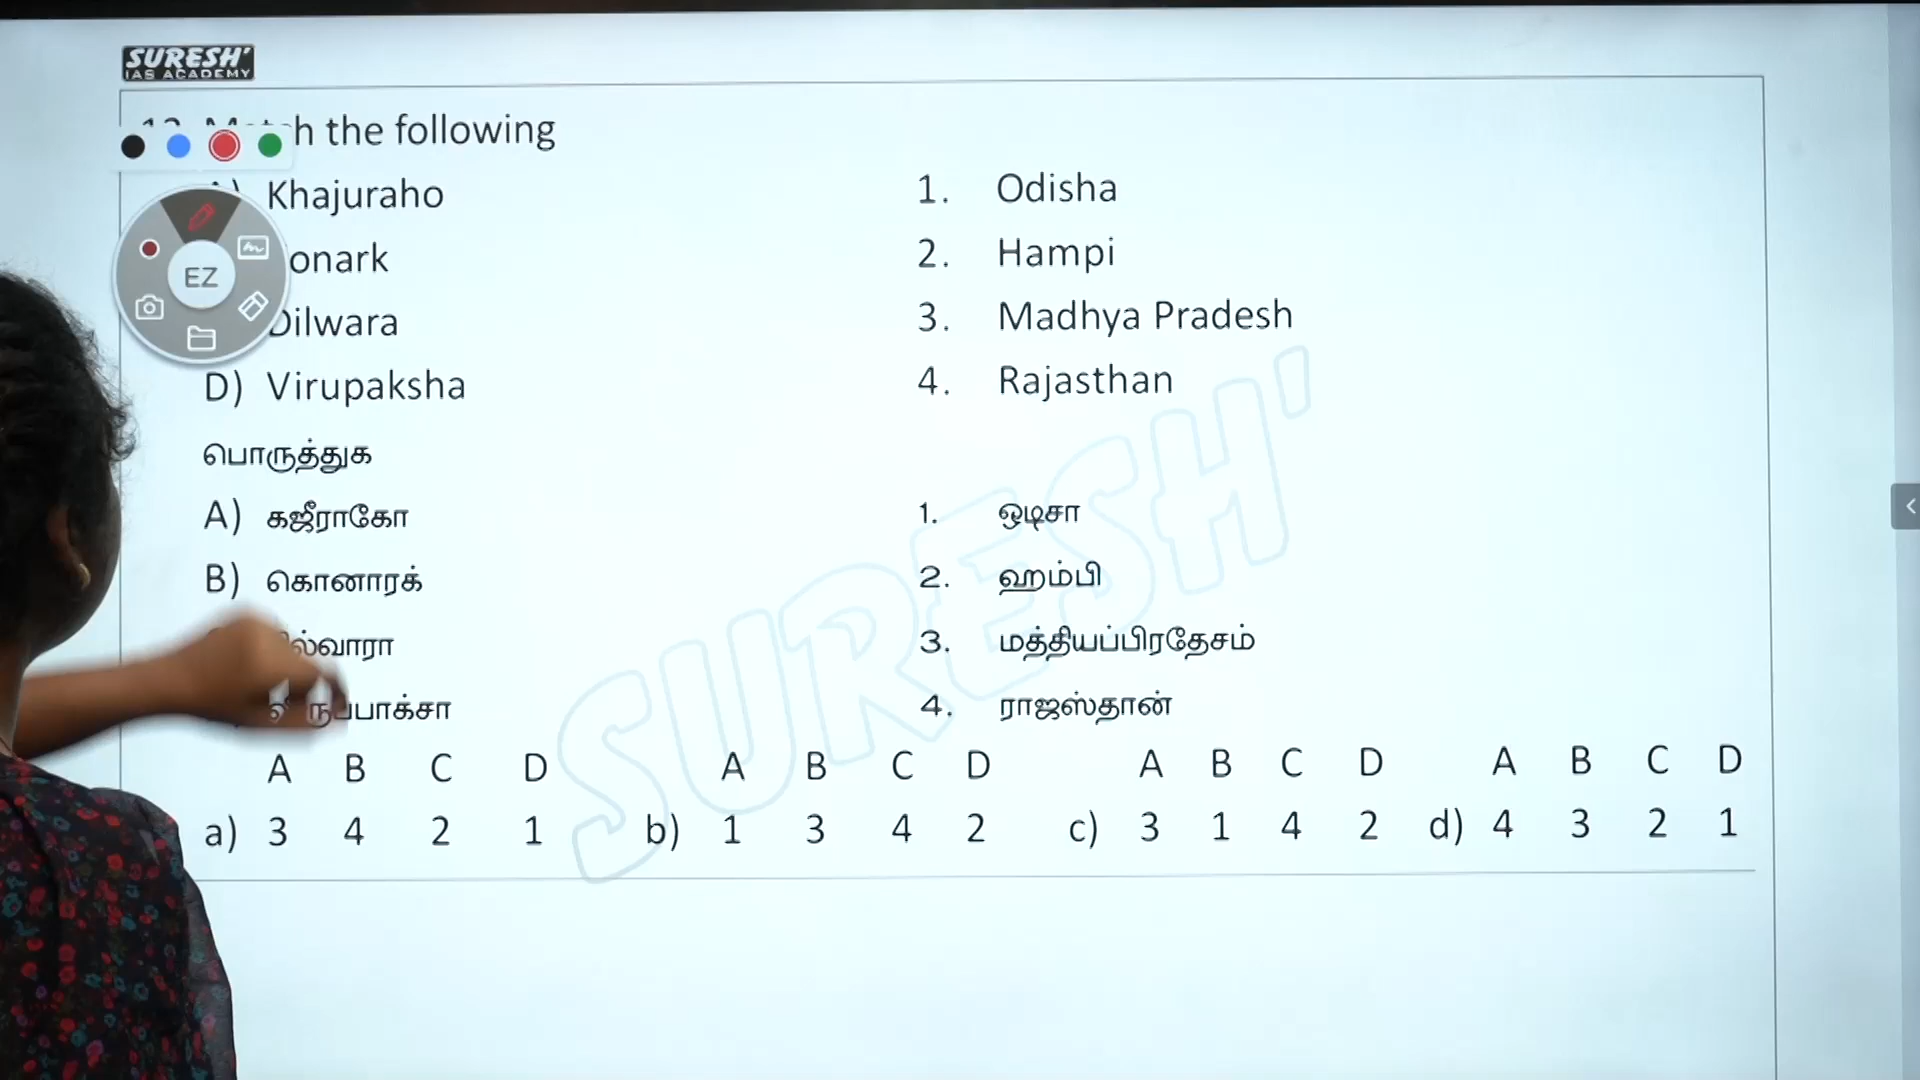 SURESH'
IAS ACADEMY
h the following
Khajuraho 1. Odisha
onark 2. Hampi
Dilwara 3. Madhya Pradesh
D) Virupaksha 4. Rajasthan
EZ
பொருத்துக
A) கஜீராகோ 1. ஒடிசா
B) கொனாரக் 2. ஹம்பி
ல்வாரா 3. மத்தியப்பிரதேசம்
4. ராஜஸ்தான்
A B C D A B C D A B C D A B C D
a) 3 4 2 1 b) 1 3 4 2 c) 3 1 4 2 d) 4 3 2 1
SURESH'